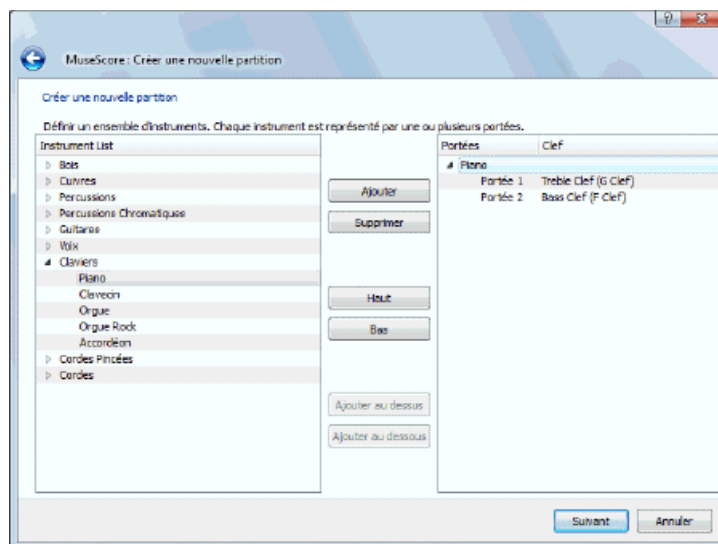 MuseScore : Créer une nouvelle partition
Créer une nouvelle partition
Définir un ensemble d'instruments. Chaque instrument est représenté par une ou plusieurs portées.
Instrument List
Bois
Cuivres
Percussions
Percussions Chromatiques
Guitares
Voix
Claviers
Piano
Clavecin
Orgue
Orgue Rock
Accordéon
Cordes Pincées
Cordes
Ajouter
Supprimer
Haut
Bas
Ajouter au dessus
Ajouter au dessous
Portées Clef
Piano
Portée 1 Treble Clef (G Clef)
Portée 2 Bass Clef (F Clef)
Suivant Annuler